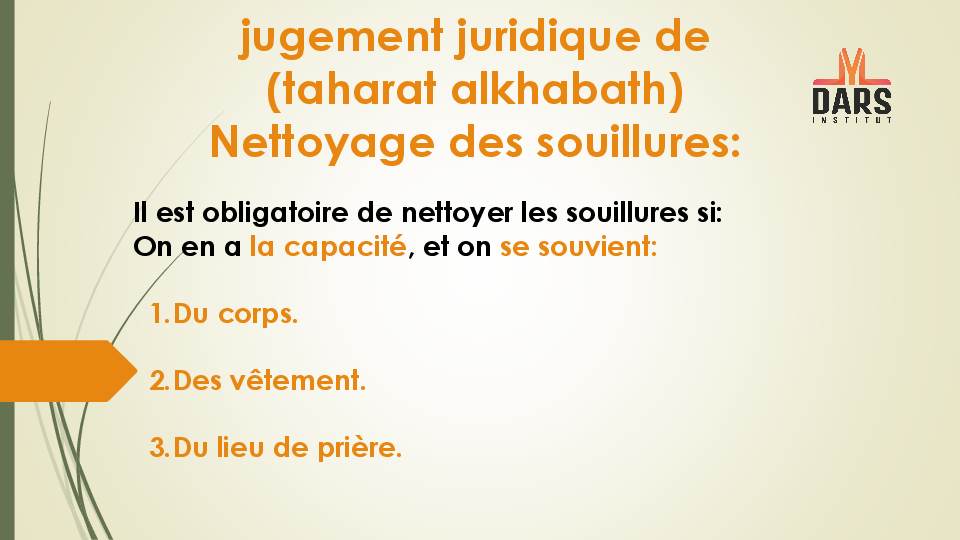 jugement juridique de
(taharat alkhabath)
Nettoyage des souillures:
DARS
INSTITUT
Il est obligatoire de nettoyer les souillures si:
On en a la capacité, et on se souvient:
1.Du corps.
2.Des vêtement.
3.Du lieu de prière.